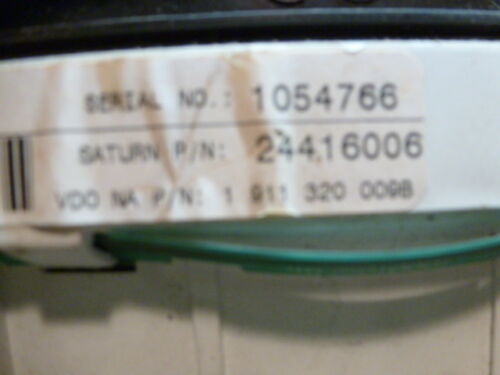 SERIAL NO.: 1054766
SATURN P/N: 24416006
VDO NA P/N: 1 911 320 009B